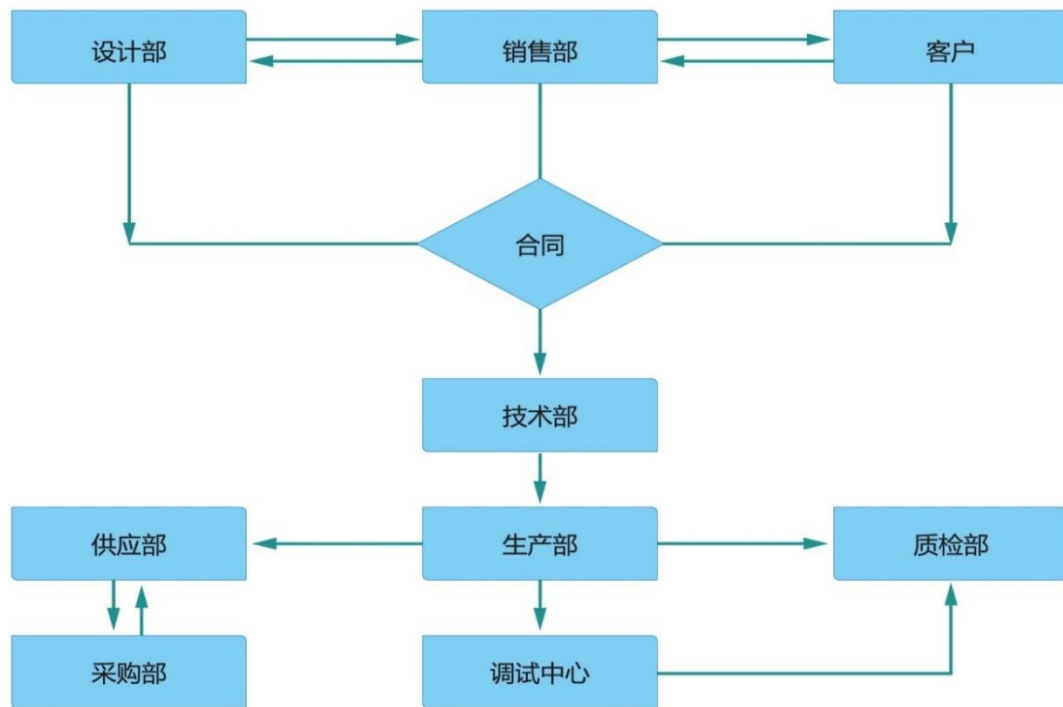 设计部
销售部
客户
合同
技术部
供应部
生产部
质检部
采购部
调试中心